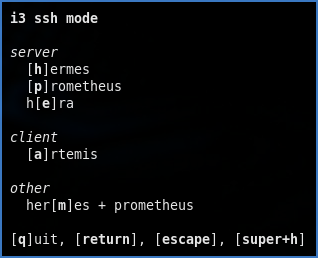 i3 ssh mode
server
[h]ermes
[p]rometheus
h[e]ra
client
[a]rtemis
other
her[m]es + prometheus
[q]uit, [return], [escape], [super+h]